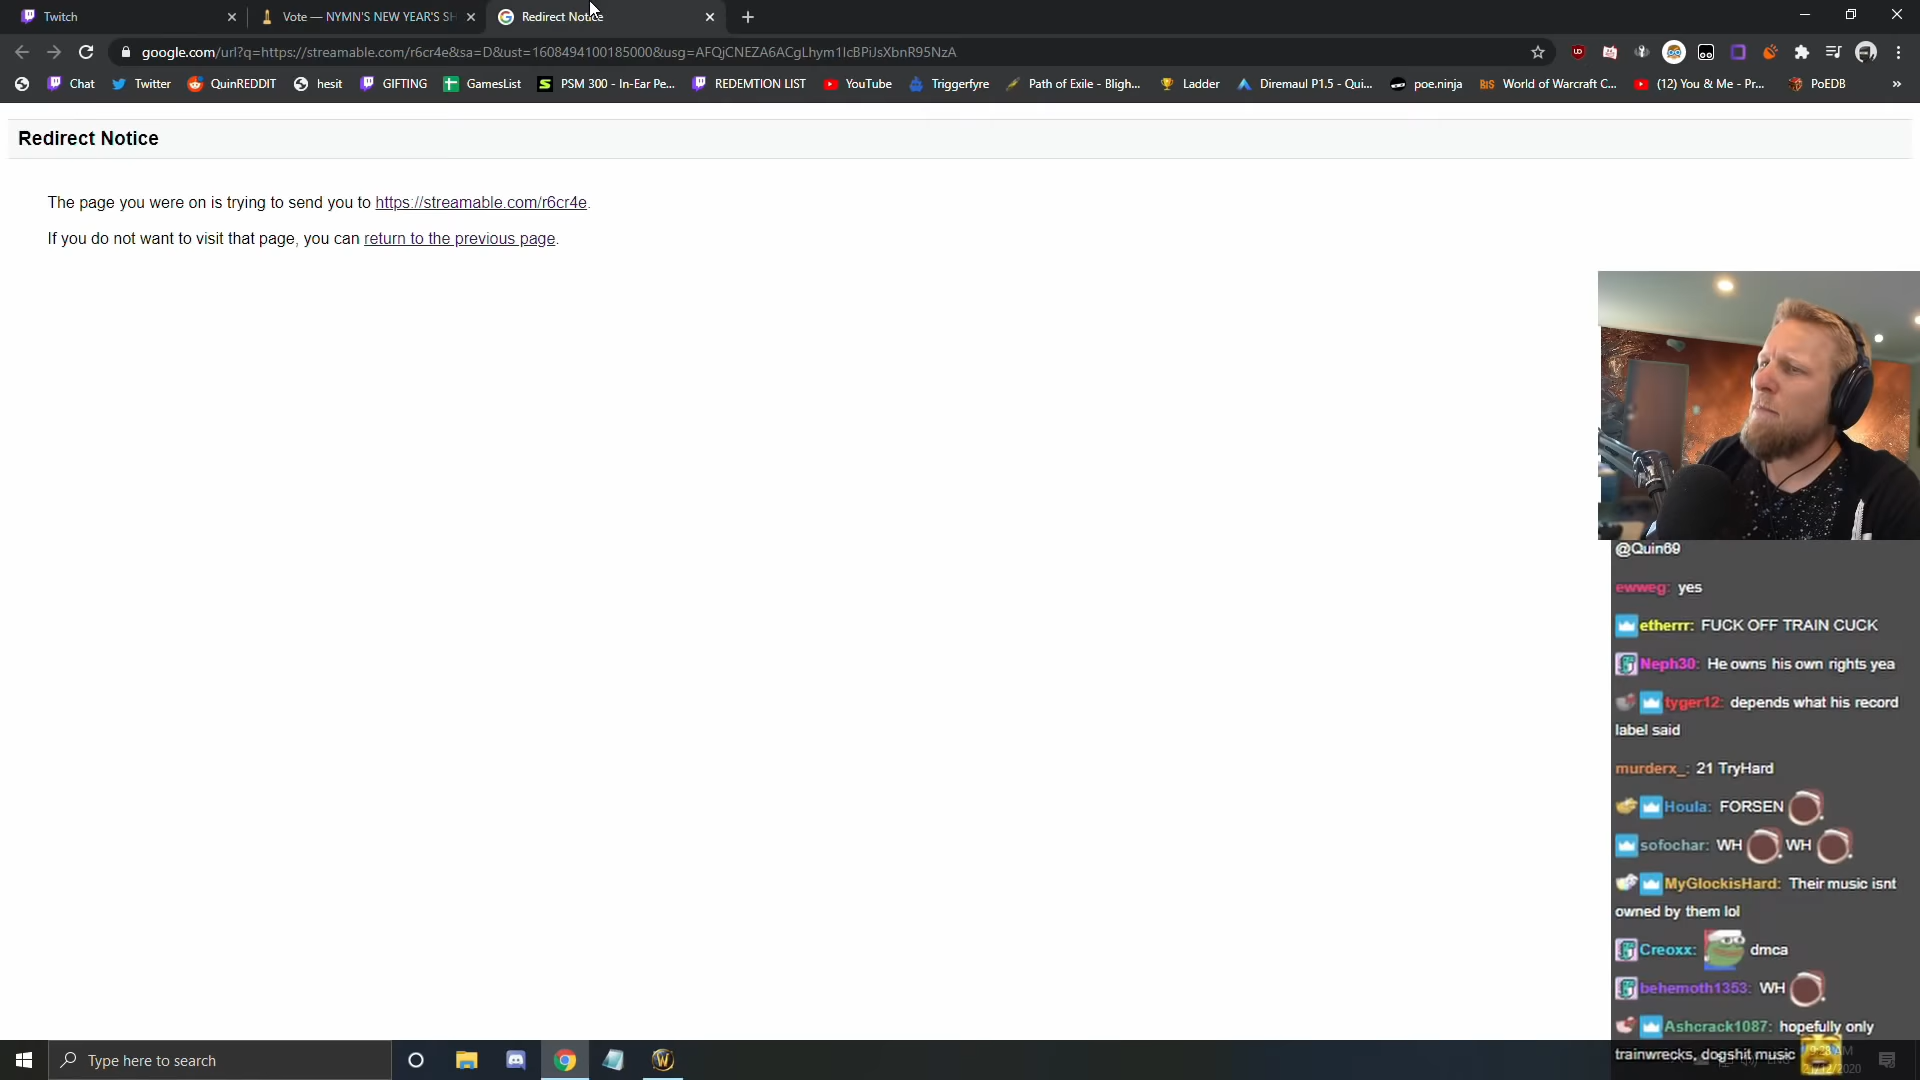 Twitch
Vote — NYMN'S NEW YEAR'S SH
Redirect Notice
google.com/url?q=https://streamable.com/r6cr4e&sa=D&ust=1608494100185000&usg=AFQjCNEZA6ACgLhym1lcBPiJsXbnR95NzA
Chat
Twitter
QuinREDDIT
hesit
GIFTING
GamesList
PSM 300 - In-Ear Pe...
REDEMTION LIST
YouTube
Triggerfyre
Path of Exile - Bligh...
Ladder
Diremaul P1.5 - Qui...
poe.ninja
World of Warcraft C...
(12) You & Me - Pr...
PoEDB
»
Redirect Notice
The page you were on is trying to send you to https://streamable.com/r6cr4e.
If you do not want to visit that page, you can return to the previous page.
@Quin69
ewweg: yes
etherrr: FUCK OFF TRAIN CUCK
Neph30: He owns his own rights yea
tyger12: depends what his record
label said
murderx_: 21 TryHard
Houla: FORSEN
sofochar: WH WH
MyGlockisHard: Their music isnt
owned by them lol
Creoxx: dmca
behemoth1353: WH
Ashcrack1087: hopefully only
trainwrecks, dogshit music
Type here to search